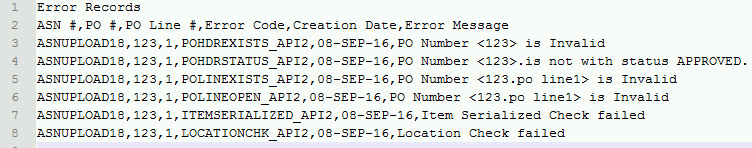 1 Error Records
2 ASN #,PO #,PO Line #,Error Code,Creation Date,Error Message
3 ASNUPLOAD18,123,1,POHDREXISTS_API2,08-SEP-16,PO Number <123> is Invalid
4 ASNUPLOAD18,123,1,POHDRSTATUS_API2,08-SEP-16,PO Number <123>.is not with status APPROVED.
5 ASNUPLOAD18,123,1,POLINEXISTS_API2,08-SEP-16,PO Number <123.po line1> is Invalid
6 ASNUPLOAD18,123,1,POLINEOPEN_API2,08-SEP-16,PO Number <123.po line1> is Invalid
7 ASNUPLOAD18,123,1,ITEMSERIALIZED_API2,08-SEP-16,Item Serialized Check failed
8 ASNUPLOAD18,123,1,LOCATIONCHK_API2,08-SEP-16,Location Check failed